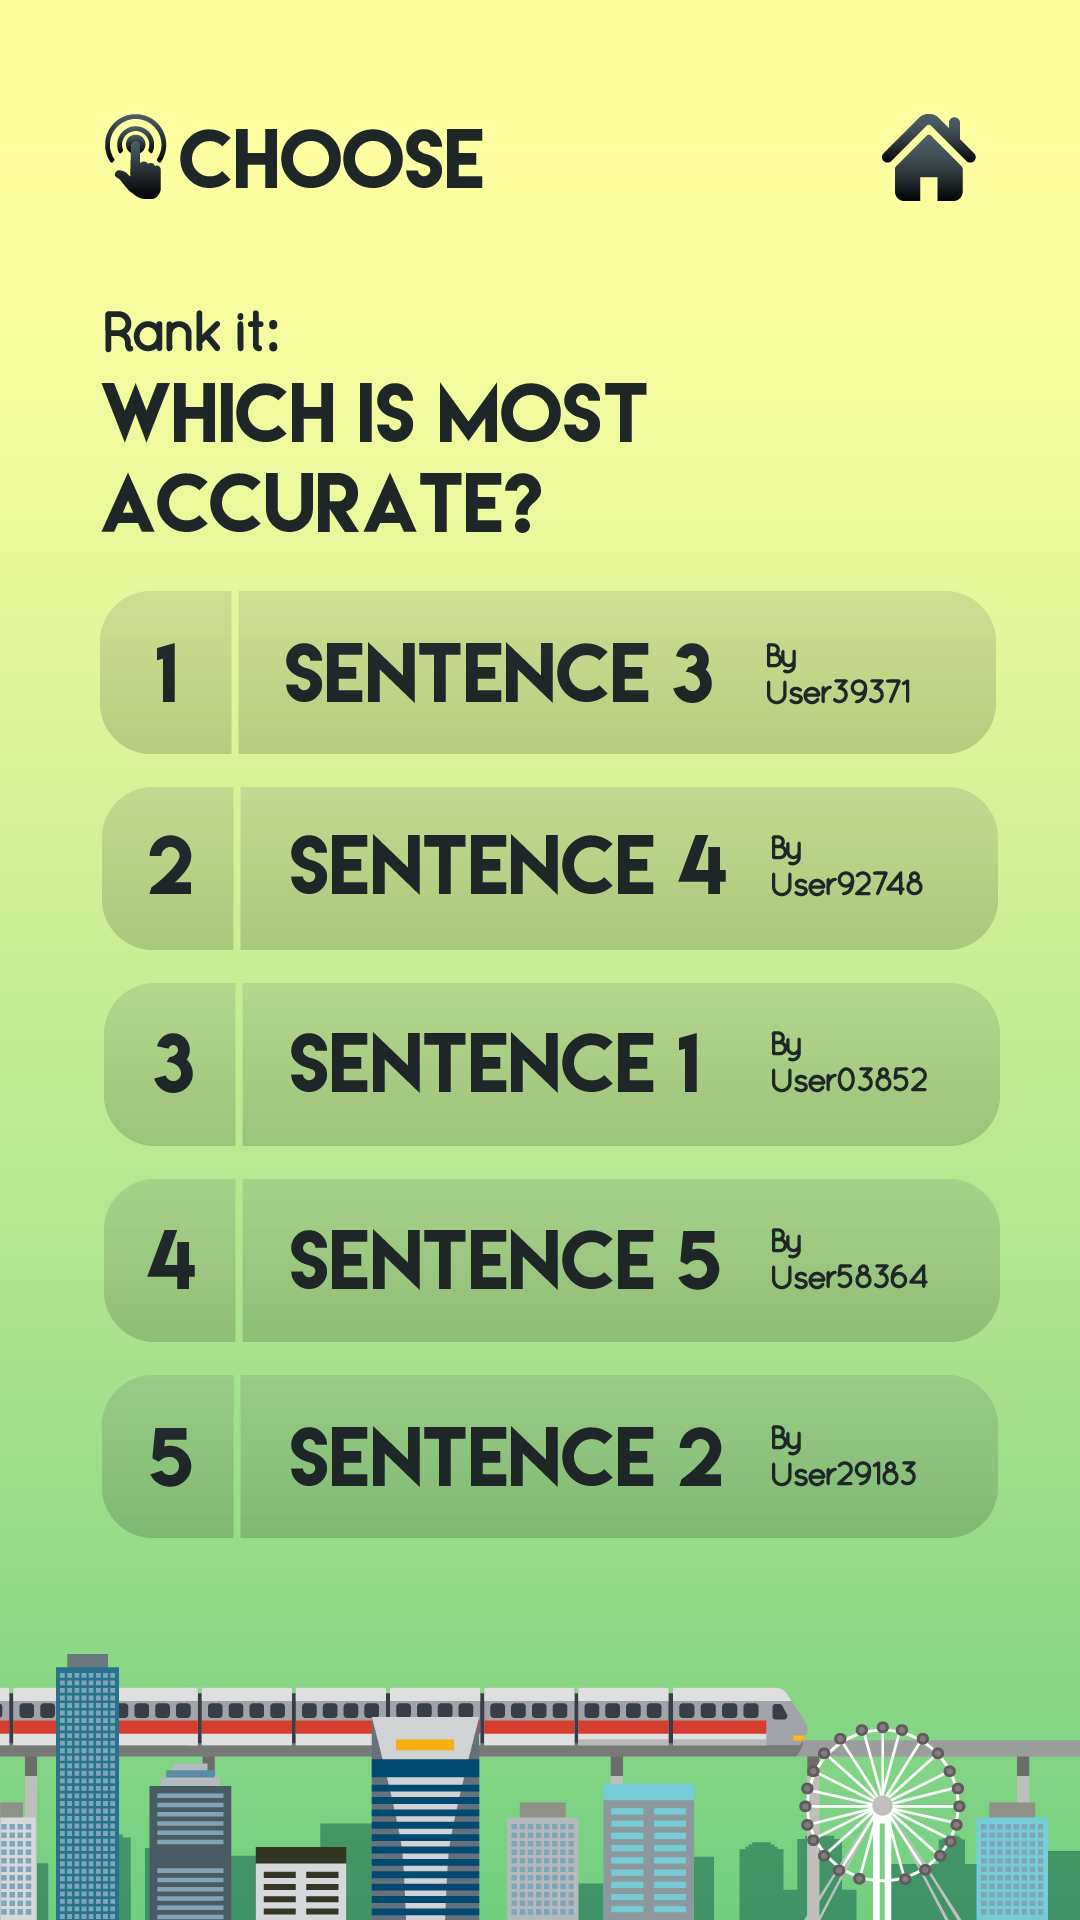 CHOOSE
Rank it:
WHICH IS MOST
ACCURATE?
1
SENTENCE 3
By
User39371
2
SENTENCE 4
By
User92748
3
SENTENCE 1
By
User03852
4
SENTENCE 5
By
User58364
5
SENTENCE 2
By
User29183